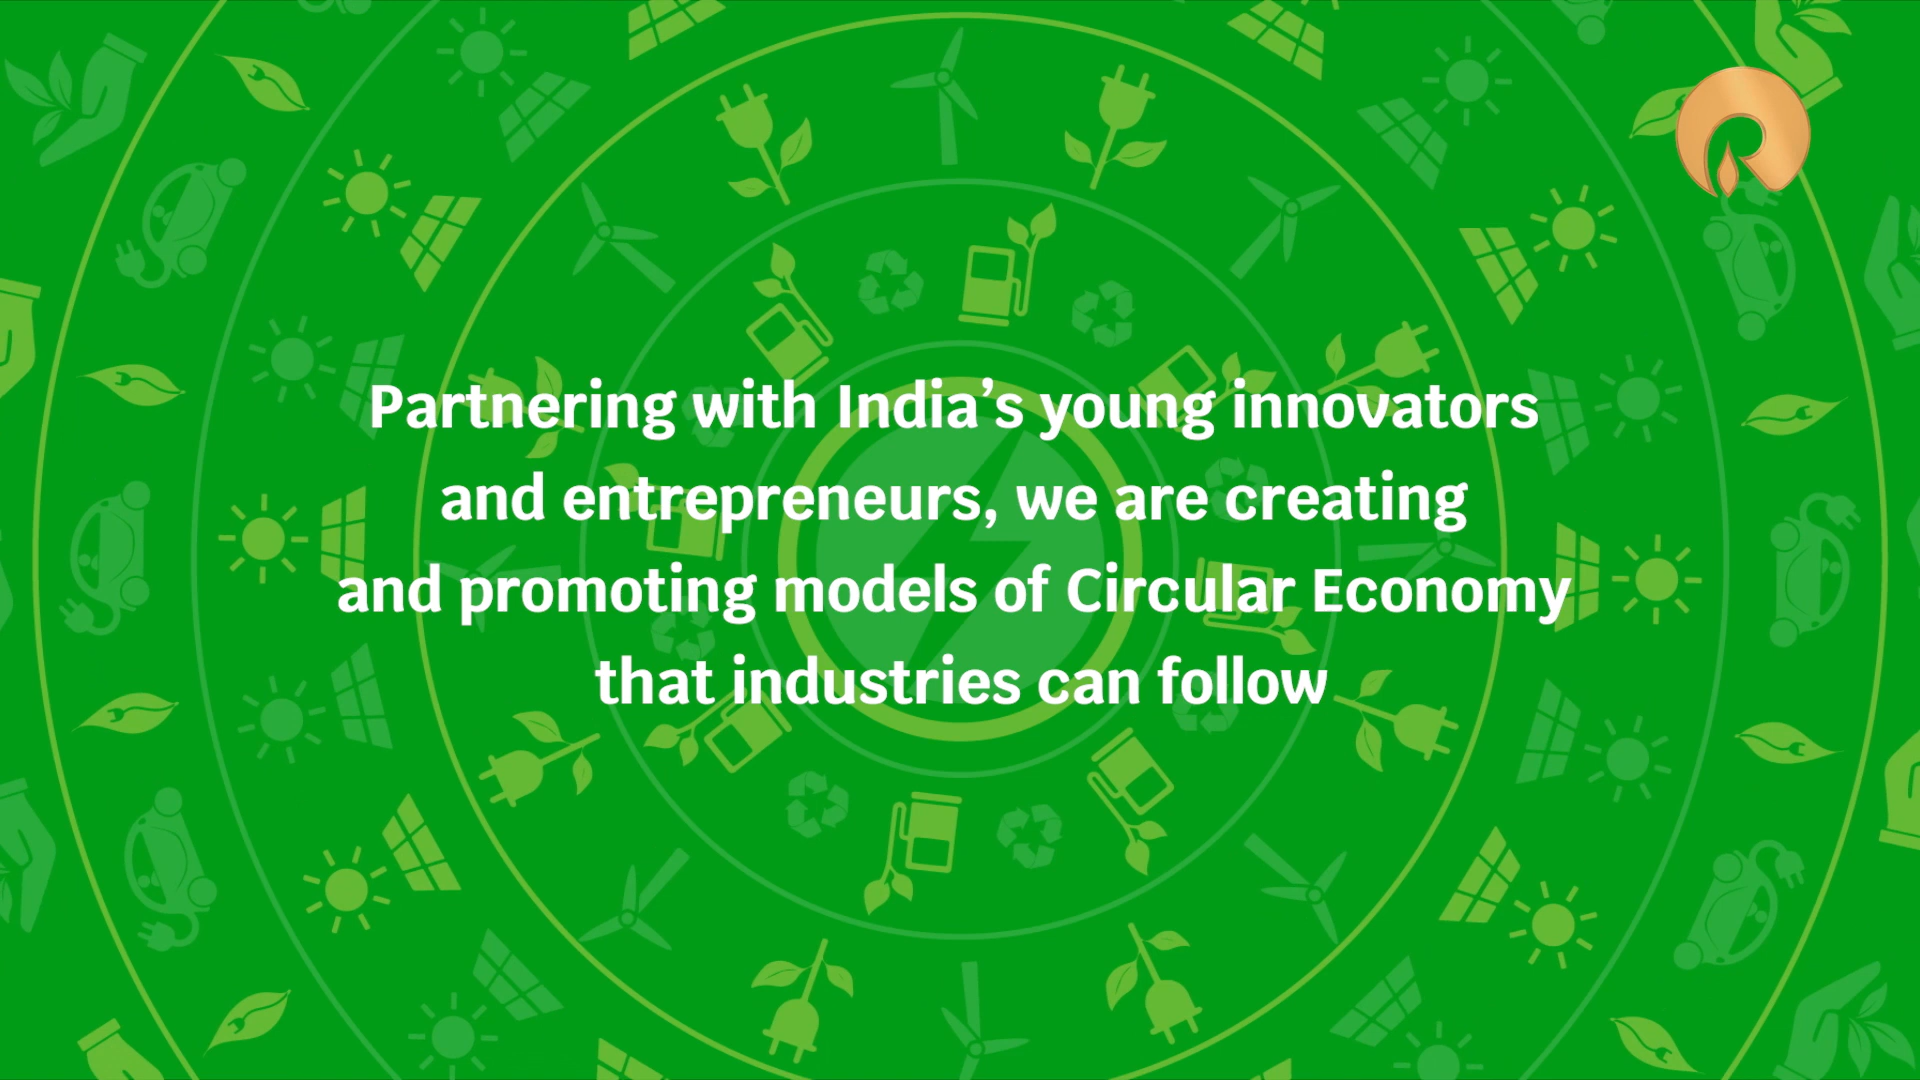 Partnering with India’s young innovators
and entrepreneurs, we are creating
and promoting models of Circular Economy
that industries can follow